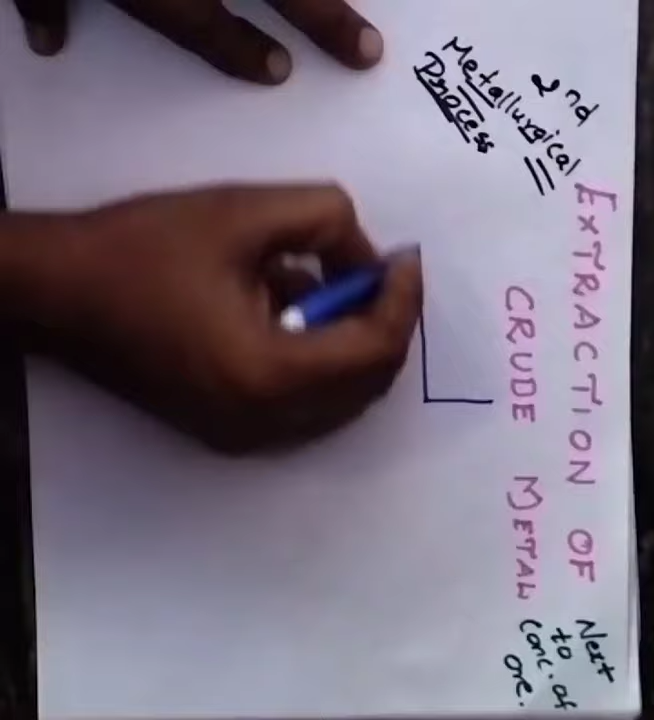 2nd
Metallurgical
Process
EXTRACTION OF
CRUDE METAL
Next
to
Conc. of
ore.